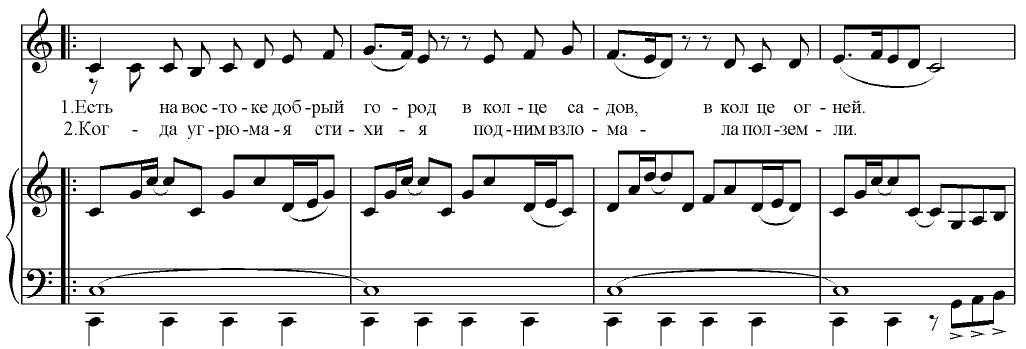 1.Есть на вос-то-ке доб-рый го-род в кол-це са-дов, в кол це ог-ней.
2.Ког-да уг-рю-ма-я сти-хи-я под-ним взло-ма-ла пол-зем-ли.